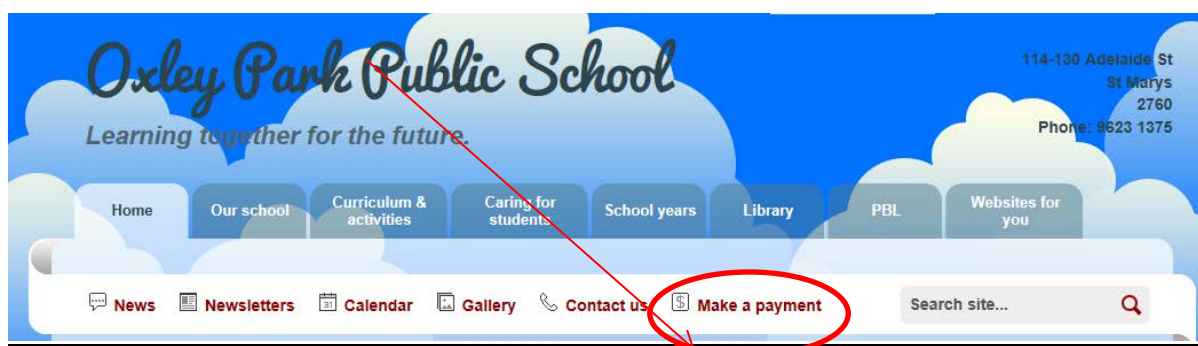 Oxley Park Public School
Learning together for the future.
114-130 Adelaide St
St Marys
2760
Phone: 9623 1375
Home
Our school
Curriculum &
activities
Caring for
students
School years
Library
PBL
Websites for
you
News
Newsletters
31
Calendar
Gallery
Contact us
$
Make a payment
Search site...